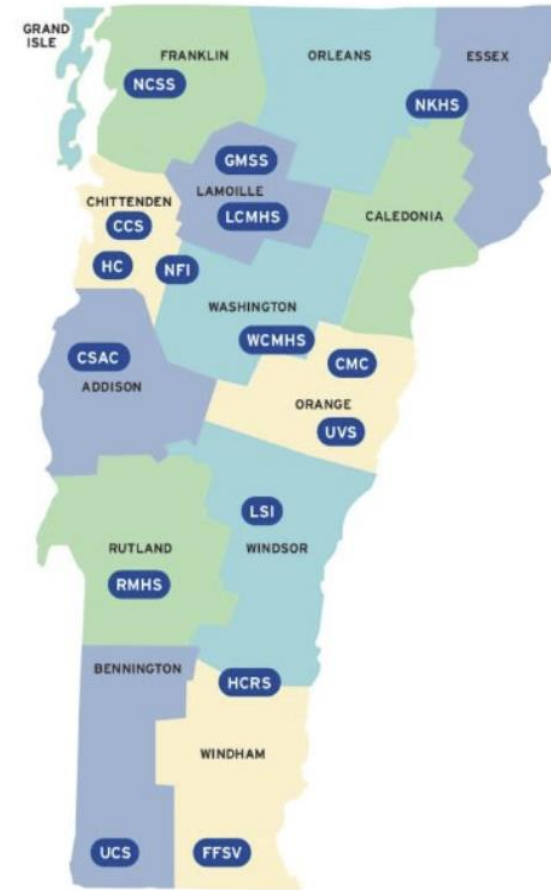 GRAND
ISLE
FRANKLIN
ORLEANS
ESSEX
NCSS
NKHS
GMSS
LAMOILLE
LCMHS
CHITTENDEN
CCS
CALEDONIA
HC
NFI
WASHINGTON
WCMHS
CSAC
CMC
ADDISON
ORANGE
UVS
LSI
RUTLAND
WINDSOR
RMHS
BENNINGTON
HCRS
WINDHAM
UCS
FFSV